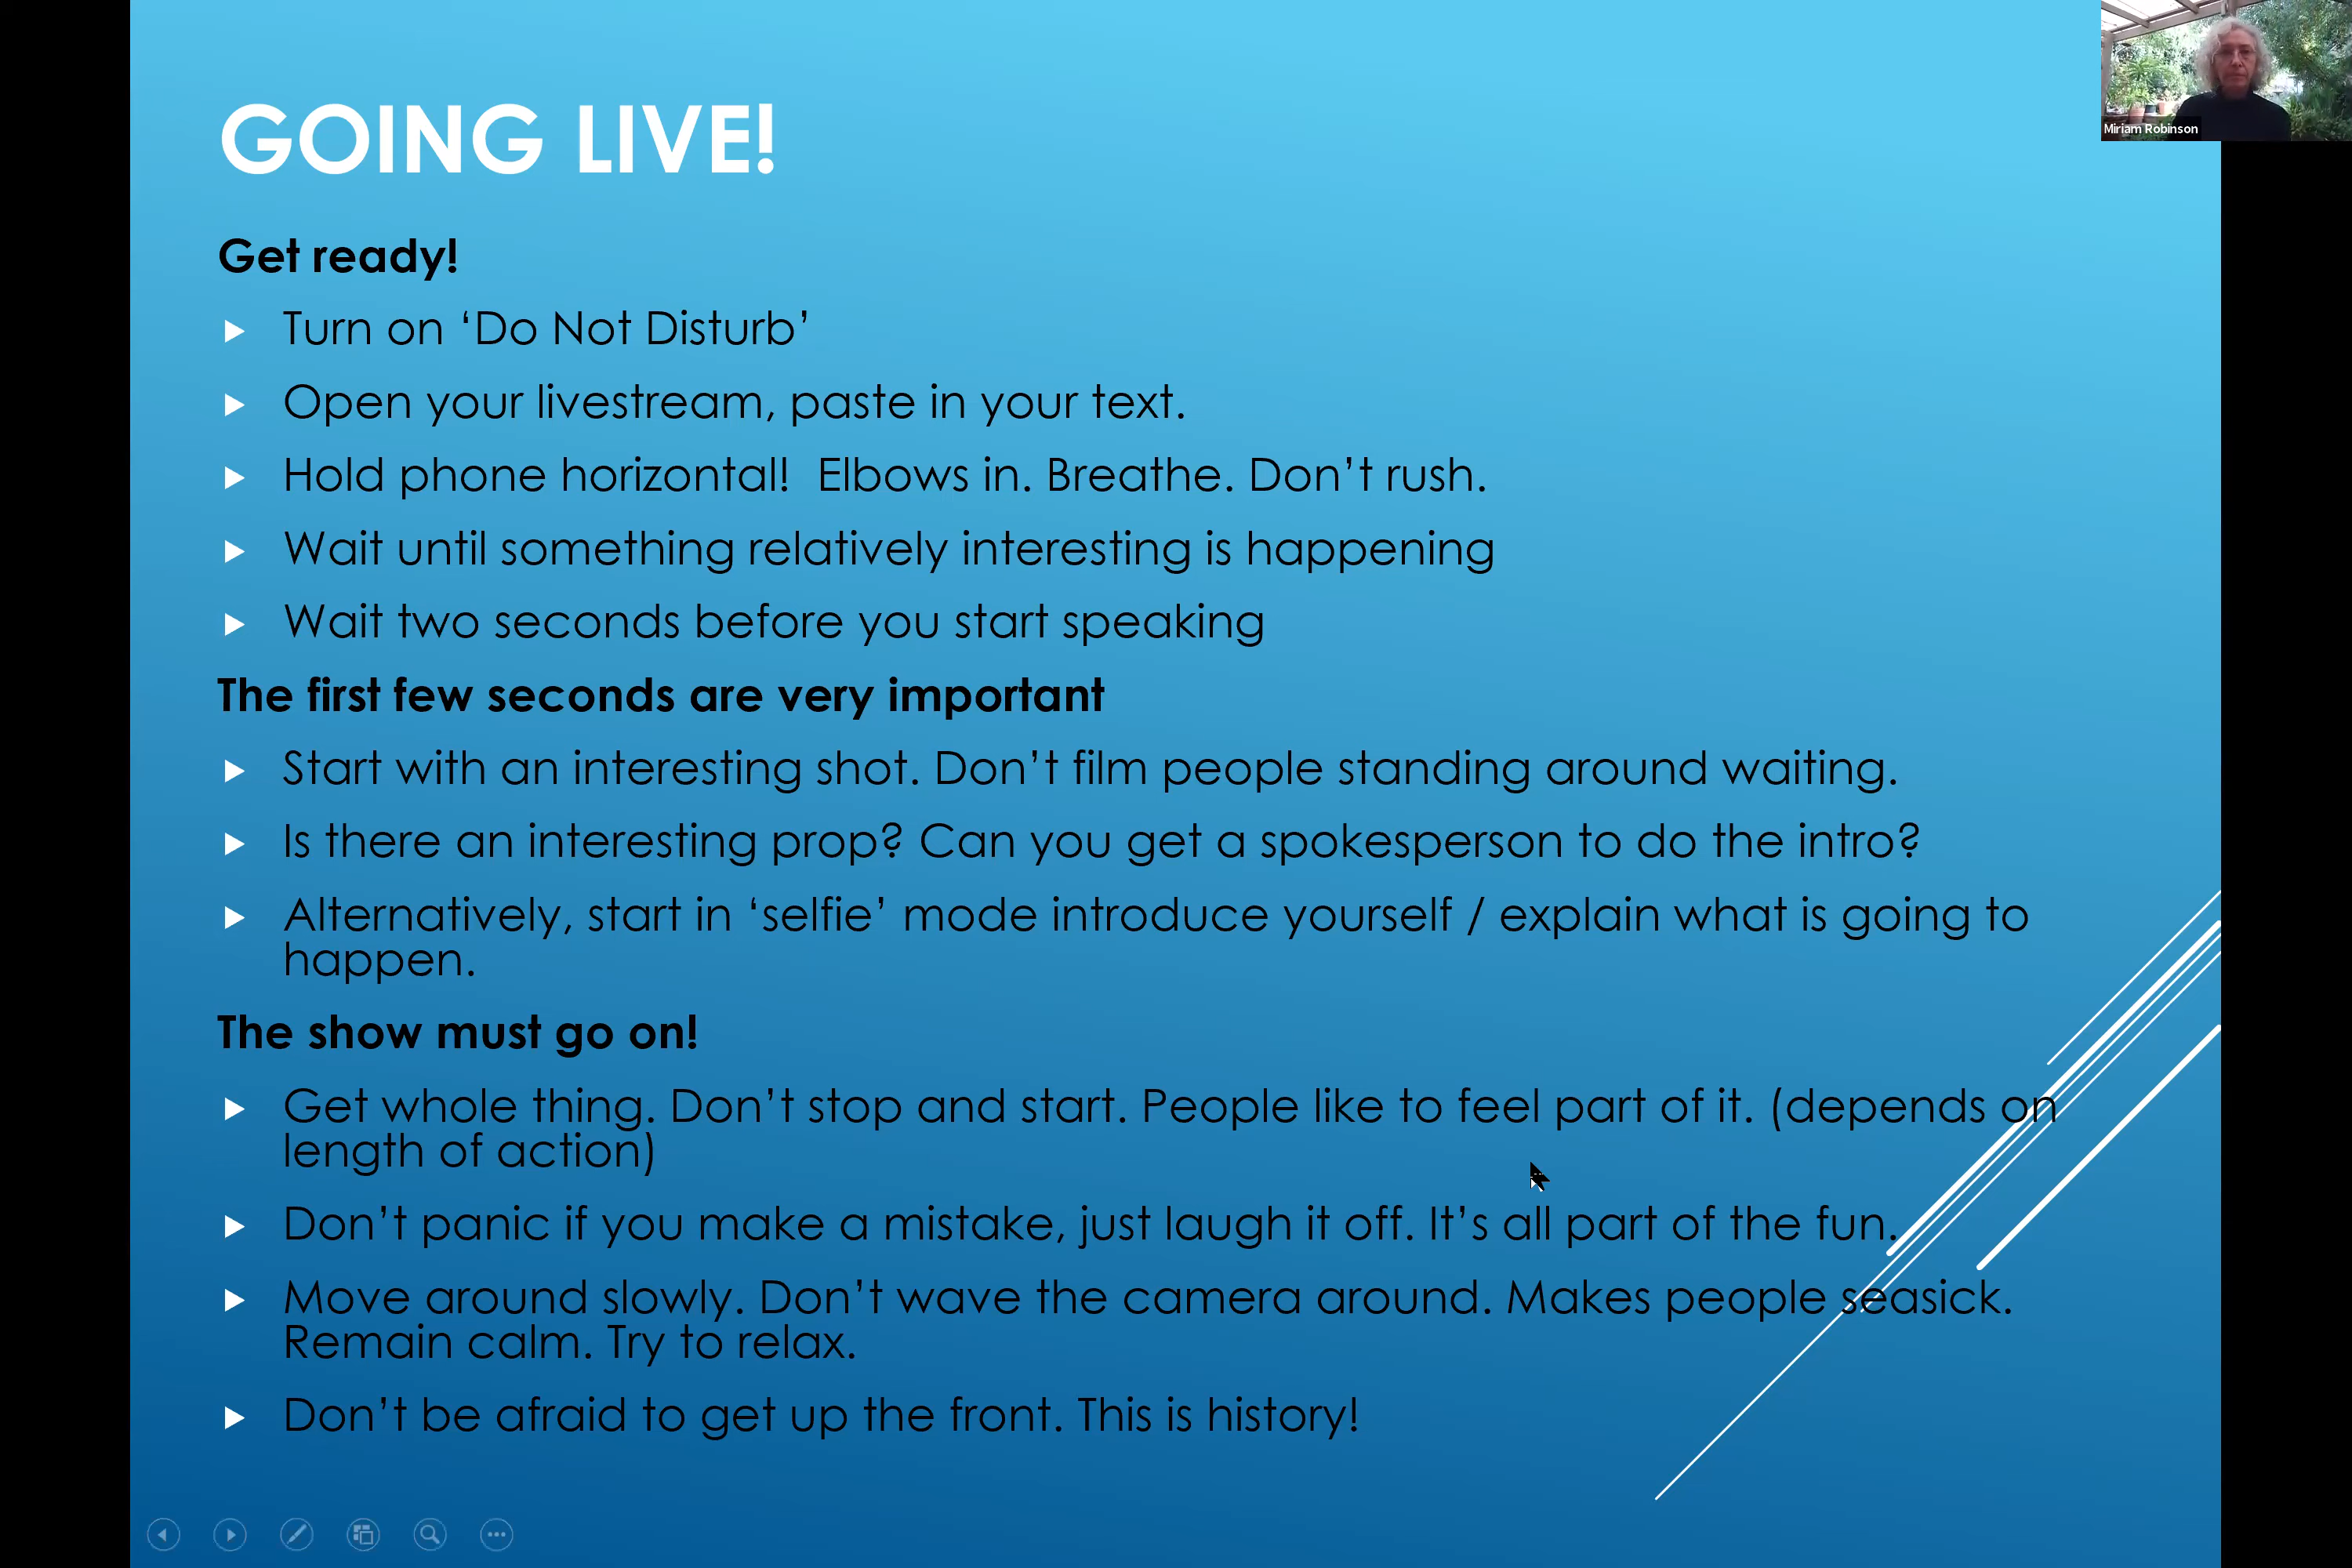 GOING LIVE!
Miriam Robinson
Get ready!
Turn on ‘Do Not Disturb’
Open your livestream, paste in your text.
Hold phone horizontal!  Elbows in. Breathe. Don’t rush.
Wait until something relatively interesting is happening
Wait two seconds before you start speaking
The first few seconds are very important
Start with an interesting shot. Don’t film people standing around waiting.
Is there an interesting prop? Can you get a spokesperson to do the intro?
Alternatively, start in ‘selfie’ mode introduce yourself / explain what is going to
happen.
The show must go on!
Get whole thing. Don’t stop and start. People like to feel part of it. (depends on
length of action)
Don’t panic if you make a mistake, just laugh it off. It’s all part of the fun.
Move around slowly. Don’t wave the camera around. Makes people seasick.
Remain calm. Try to relax.
Don’t be afraid to get up the front. This is history!